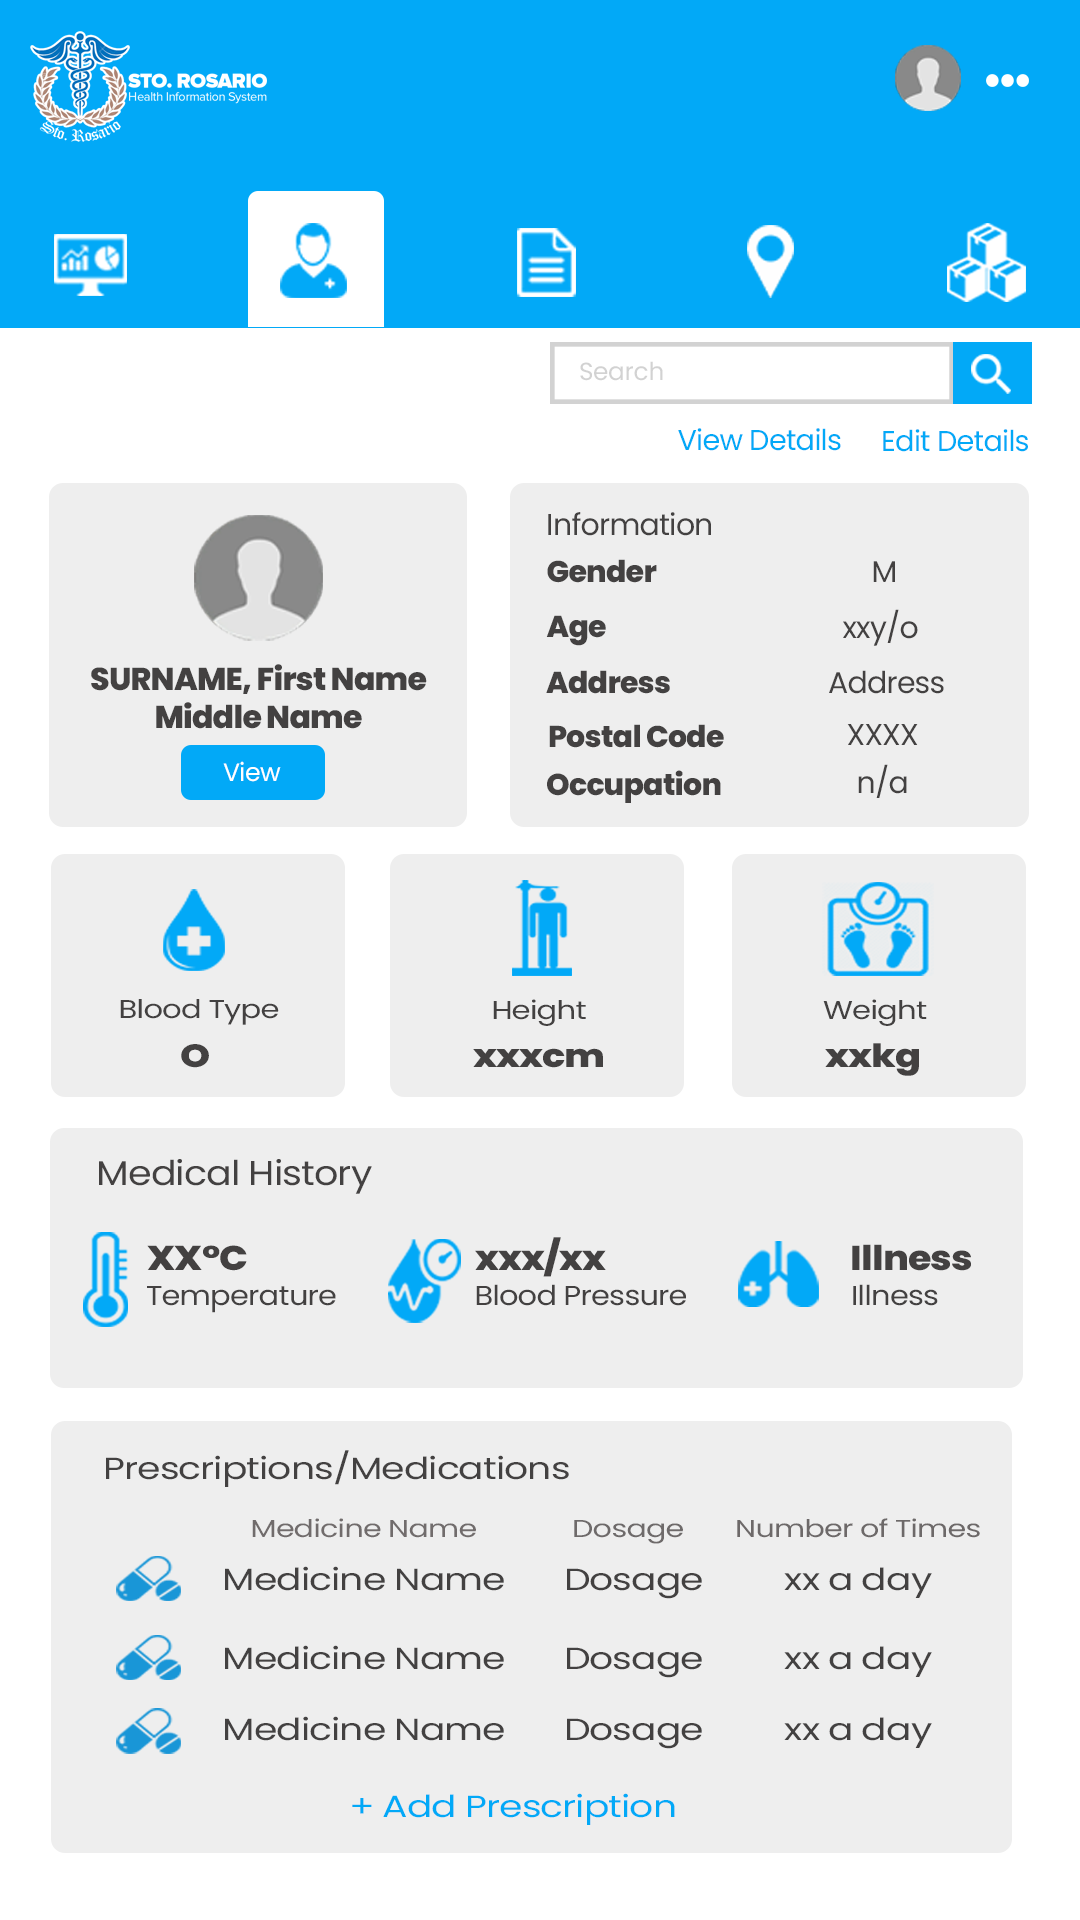 STO. ROSARIO
Health Information System
Sto. Rosario
Search
View Details
Edit Details
SURNAME, First Name
Middle Name
View
Information
Gender M
Age xxy/o
Address Address
Postal Code XXXX
Occupation n/a
Blood Type
O
Height
xxxcm
Weight
xxkg
Medical History
XX°C
Temperature
xxx/xx
Blood Pressure
Illness
Illness
Prescriptions/Medications
Medicine Name Dosage Number of Times
Medicine Name Dosage xx a day
Medicine Name Dosage xx a day
Medicine Name Dosage xx a day
+ Add Prescription